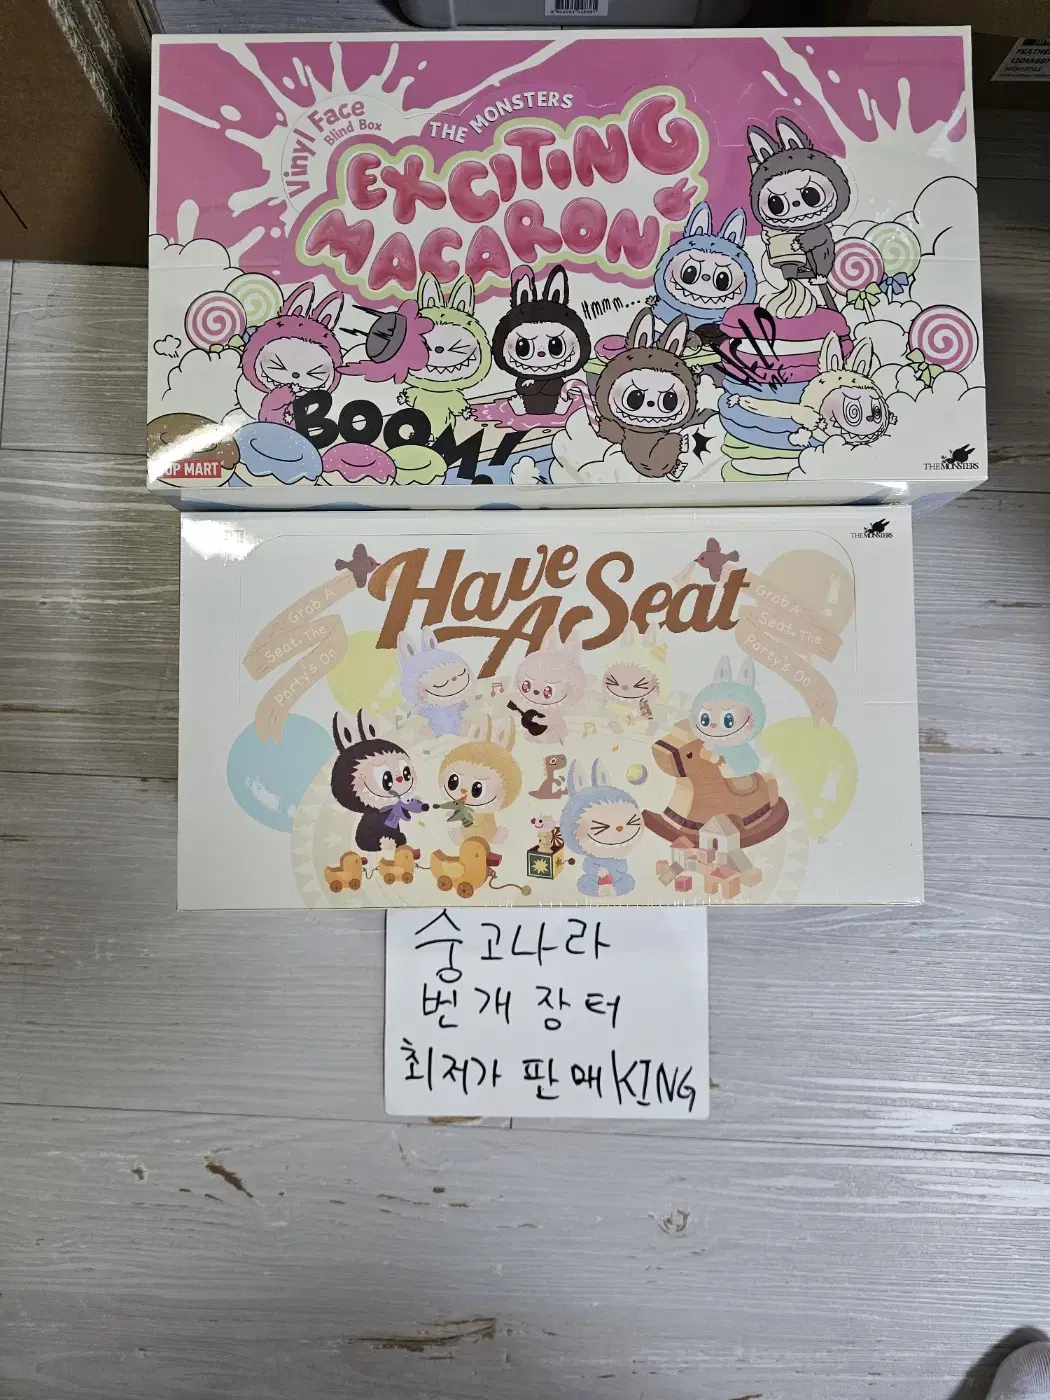 Vinyl Face
Blind Box
THE MONSTERS
EXCITING
MACARON
Hmmm...
BOOM!
THE MONSTERS
THE MONSTERS
Have
A Seat
Grab A
Seat, The
Party's On
Grab A
Seat, The
Party's On
숭고나라
번개장터
최저가 판매KING